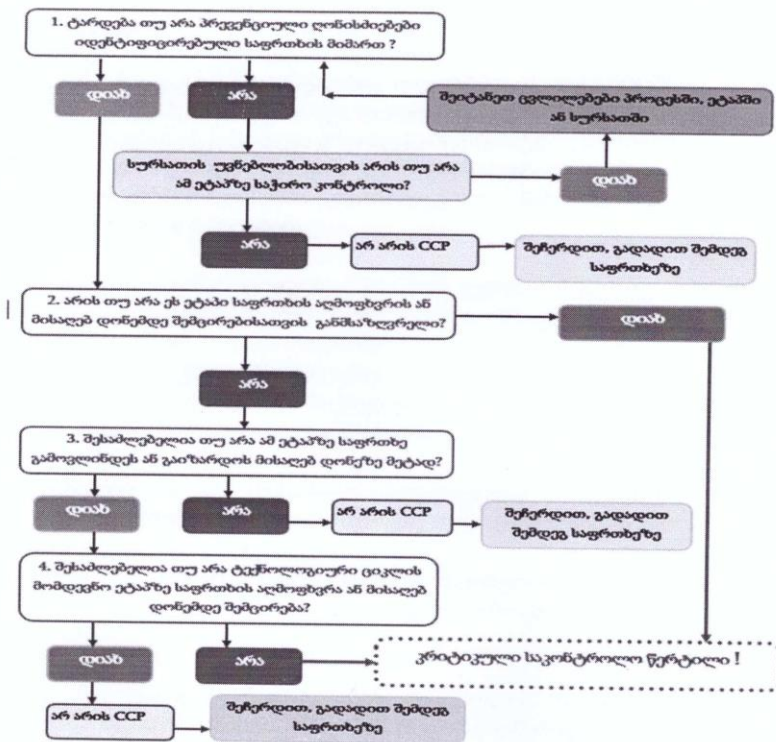 1. ტარდება თუ არა პრევენციული ღონისძიებები
იდენტიფიცირებული საფრთხის მიმართ ?
დიახ
არა
შეიტანეთ ცვლილებები პროცესში, ეტაპში
ან სურსათში
სურსათის უვნებლობისათვის არის თუ არა
ამ ეტაპზე საჭირო კონტროლი?
დიახ
არა
არ არის CCP
შეჩერდით, გადადით შემდეგ
საფრთხეზე
2. არის თუ არა ეს ეტაპი საფრთხის აღმოფხვრის ან
მისაღებ დონემდე შემცირებისათვის განმსაზღვრელი?
დიახ
არა
3. შესაძლებელია თუ არა ამ ეტაპზე საფრთხე
გამოვლინდეს ან გაიზარდოს მისაღებ დონეზე მეტად?
დიახ
არა
არ არის CCP
შეჩერდით, გადადით
შემდეგ საფრთხეზე
4. შესაძლებელია თუ არა ტექნოლოგიური ციკლის
მომდევნო ეტაპზე საფრთხის აღმოფხვრა ან მისაღებ
დონემდე შემცირება?
დიახ
არა
კრიტიკული საკონტროლო წერტილი !
არ არის CCP
შეჩერდით, გადადით შემდეგ
საფრთხეზე